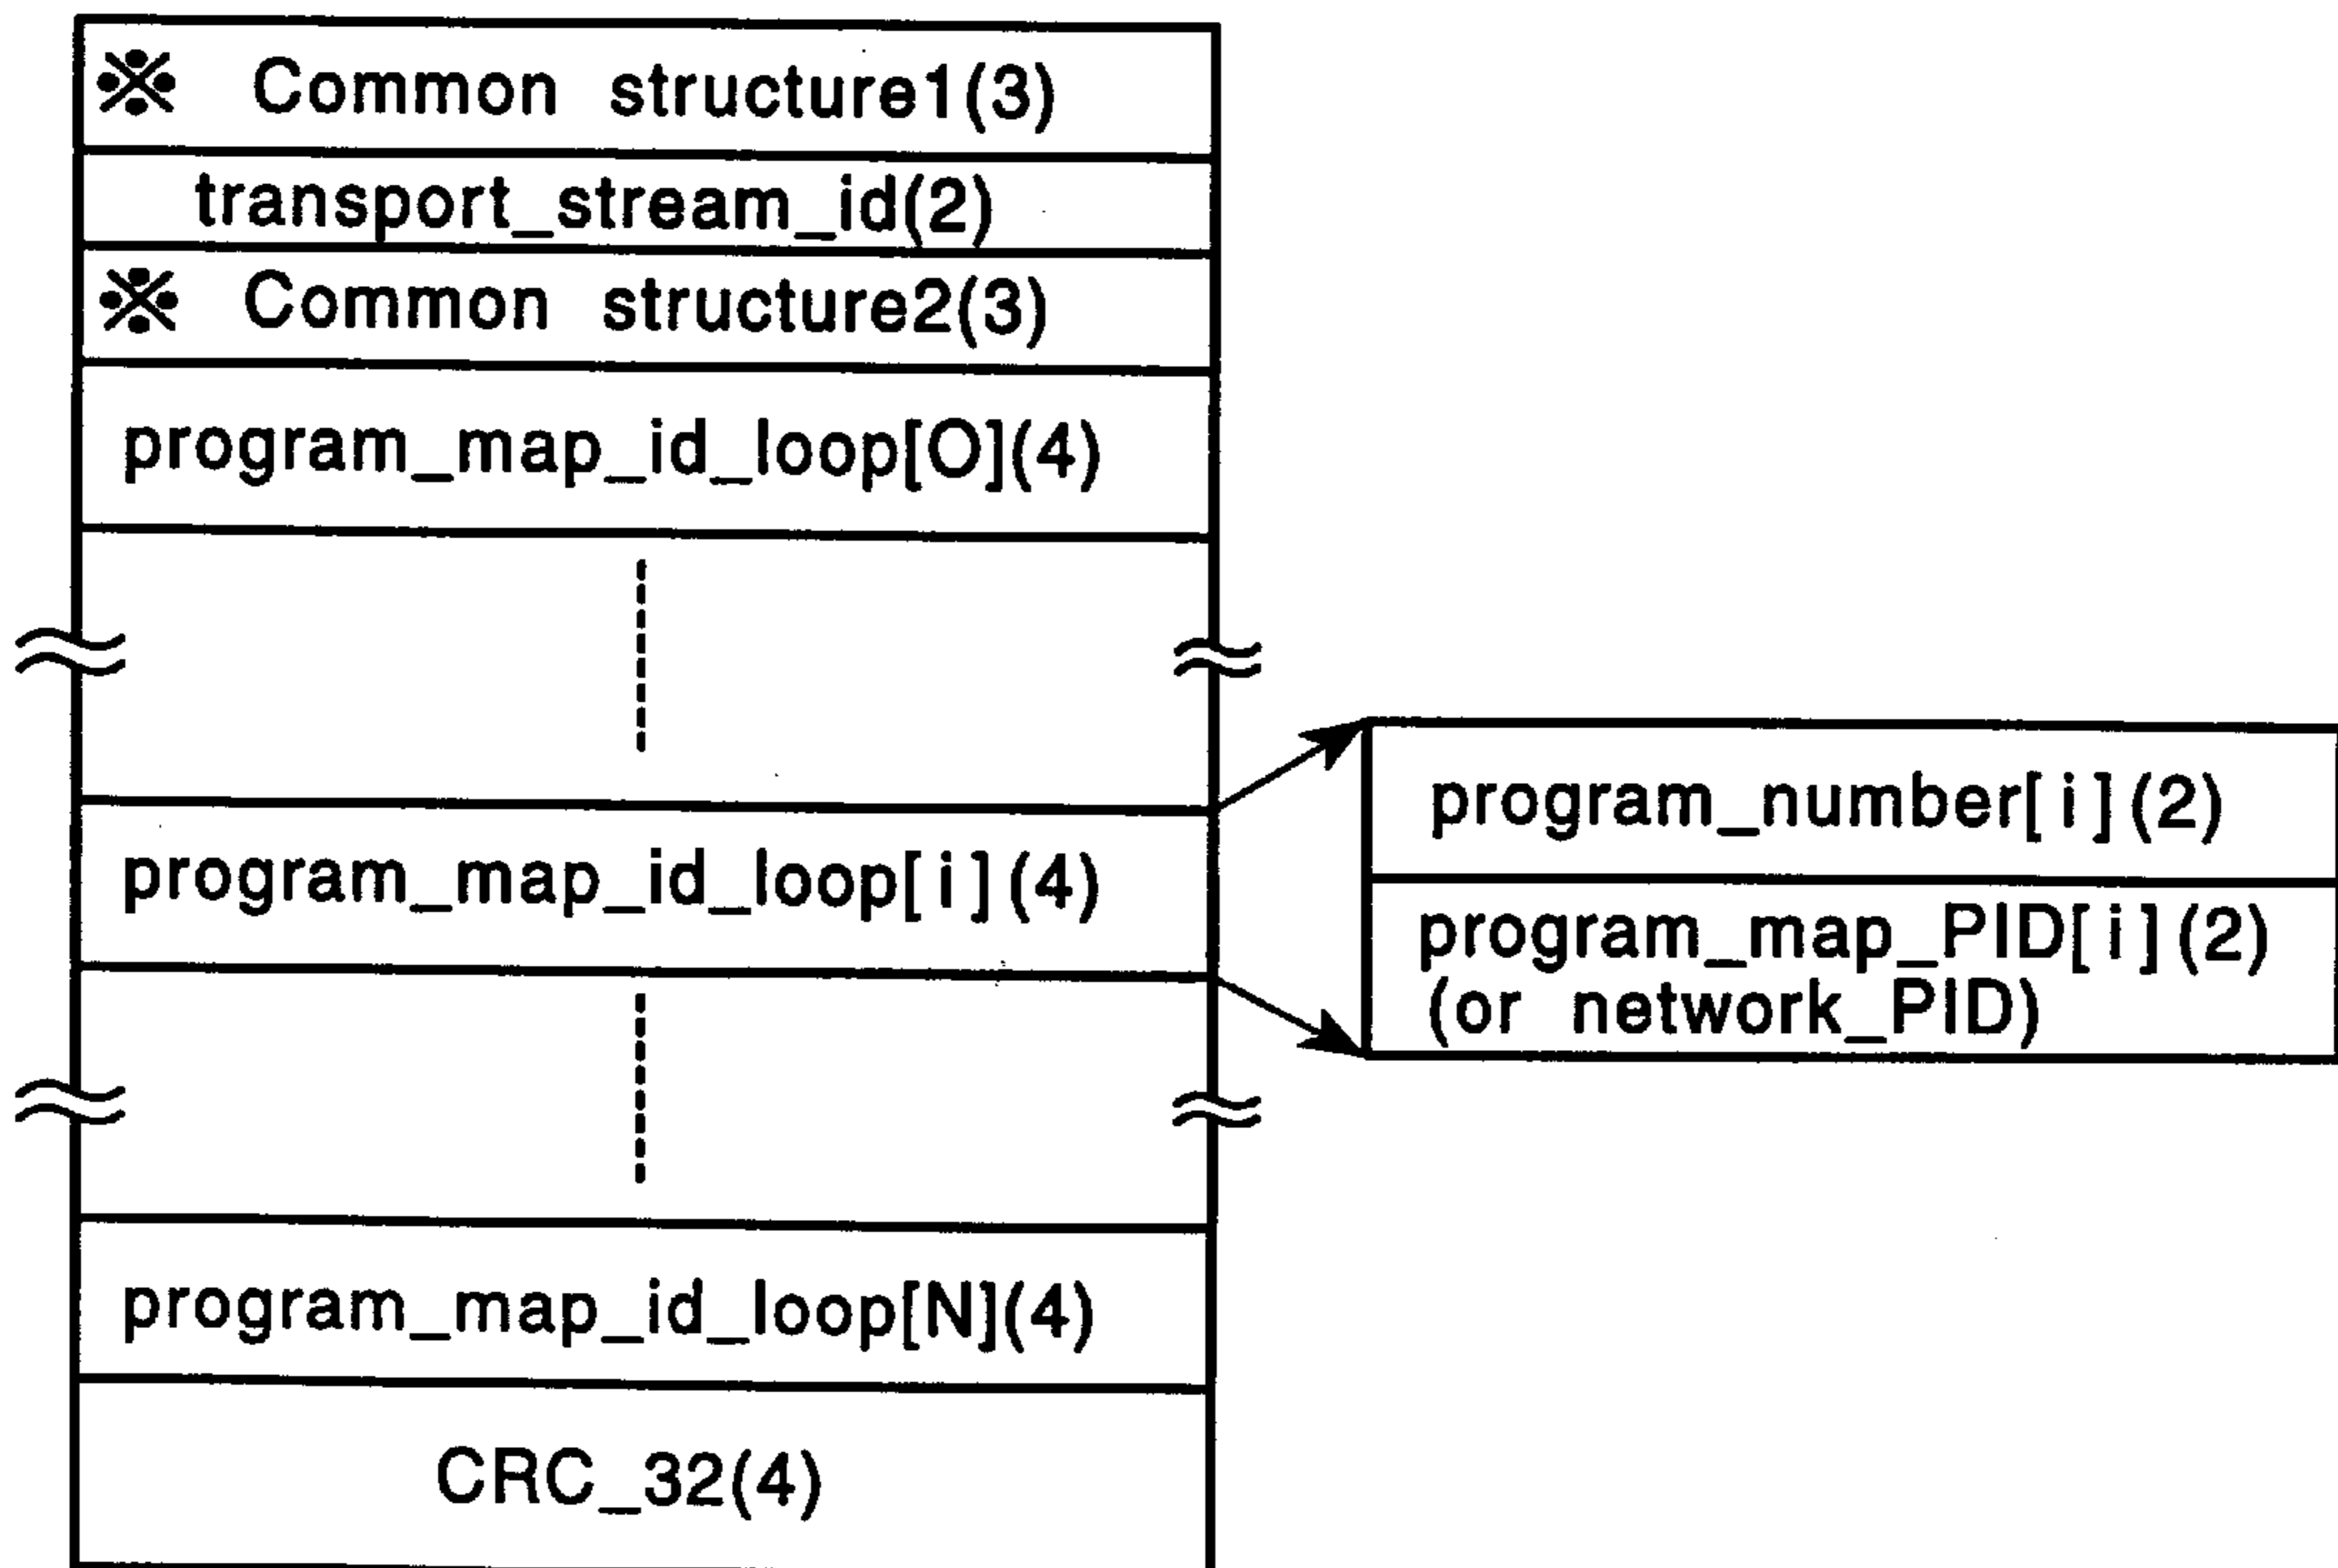 ※ Common structure1(3)
transport_stream_id(2)
※ Common structure2(3)
program_map_id_loop[O](4)
program_map_id_loop[i](4)
program_number[i](2)
program_map_PID[i](2)
(or network_PID)
program_map_id_loop[N](4)
CRC_32(4)